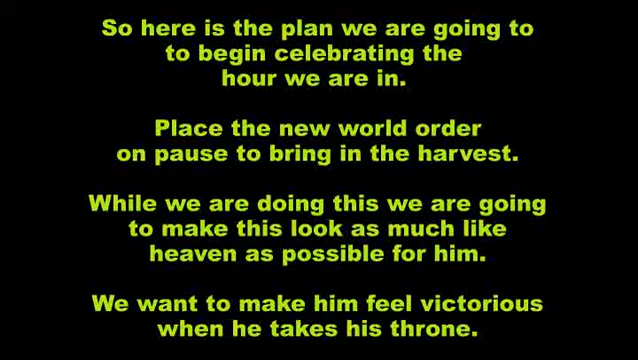 So here is the plan we are going to
to begin celebrating the
hour we are in.
Place the new world order
on pause to bring in the harvest.
While we are doing this we are going
to make this look as much like
heaven as possible for him.
We want to make him feel victorious
when he takes his throne.